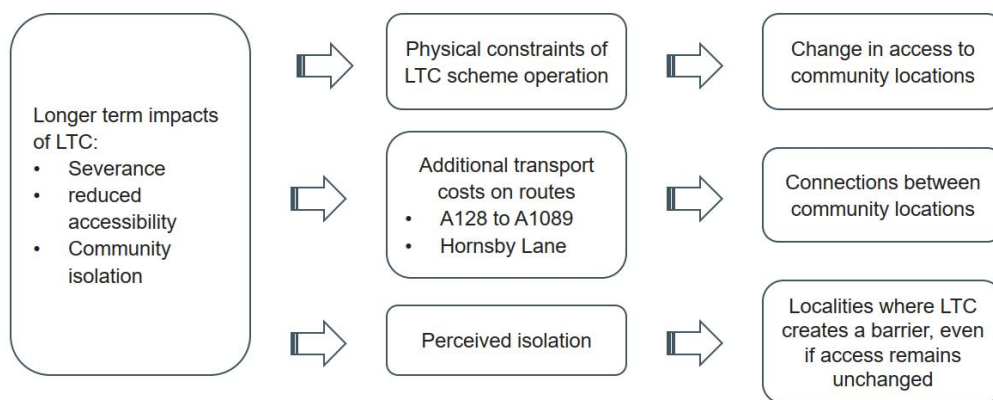 Longer term impacts
of LTC:
• Severance
• reduced
accessibility
• Community
isolation
Physical constraints of
LTC scheme operation
Change in access to
community locations
Additional transport
costs on routes
• A128 to A1089
• Hornsby Lane
Connections between
community locations
Perceived isolation
Localities where LTC
creates a barrier, even
if access remains
unchanged